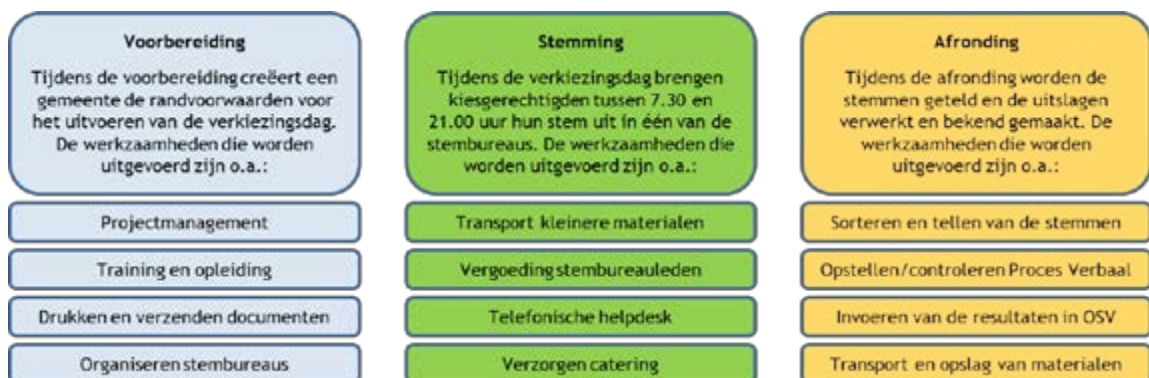 Voorbereiding
Tijdens de voorbereiding creëert een
gemeente de randvoorwaarden voor
het uitvoeren van de verkiezingsdag.
De werkzaamheden die worden
uitgevoerd zijn o.a.:
Projectmanagement
Training en opleiding
Drukken en verzenden documenten
Organiseren stembureaus
Stemming
Tijdens de verkiezingsdag brengen
kiesgerechtigden tussen 7.30 en
21.00 uur hun stem uit in één van de
stembureaus. De werkzaamheden die
worden uitgevoerd zijn o.a.:
Transport kleinere materialen
Vergoeding stembureauleden
Telefonische helpdesk
Verzorgen catering
Afronding
Tijdens de afronding worden de
stemmen geteld en de uitslagen
verwerkt en bekend gemaakt. De
werkzaamheden die worden
uitgevoerd zijn o.a.:
Sorteren en tellen van de stemmen
Opstellen/controleren Proces Verbaal
Invoeren van de resultaten in OSV
Transport en opslag van materialen